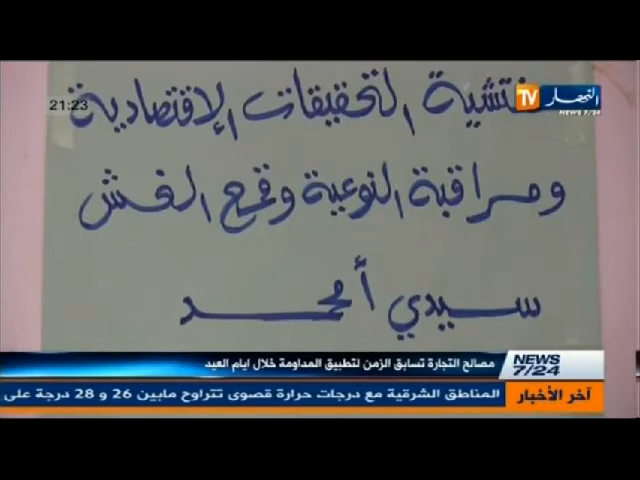 21:23
النهار TV
NEWS 7/24
مفتشية التحقيقات الإقتصادية
ومراقبة النوعية وقمع الغش
سيدي أمحمد
مصالح التجارة تسابق الزمن لتطبيق المداومة خلال ايام العيد
NEWS
7/24
آخر الأخبار
المناطق الشرقية مع درجات حرارة قصوى تتراوح مابين 26 و 28 درجة على